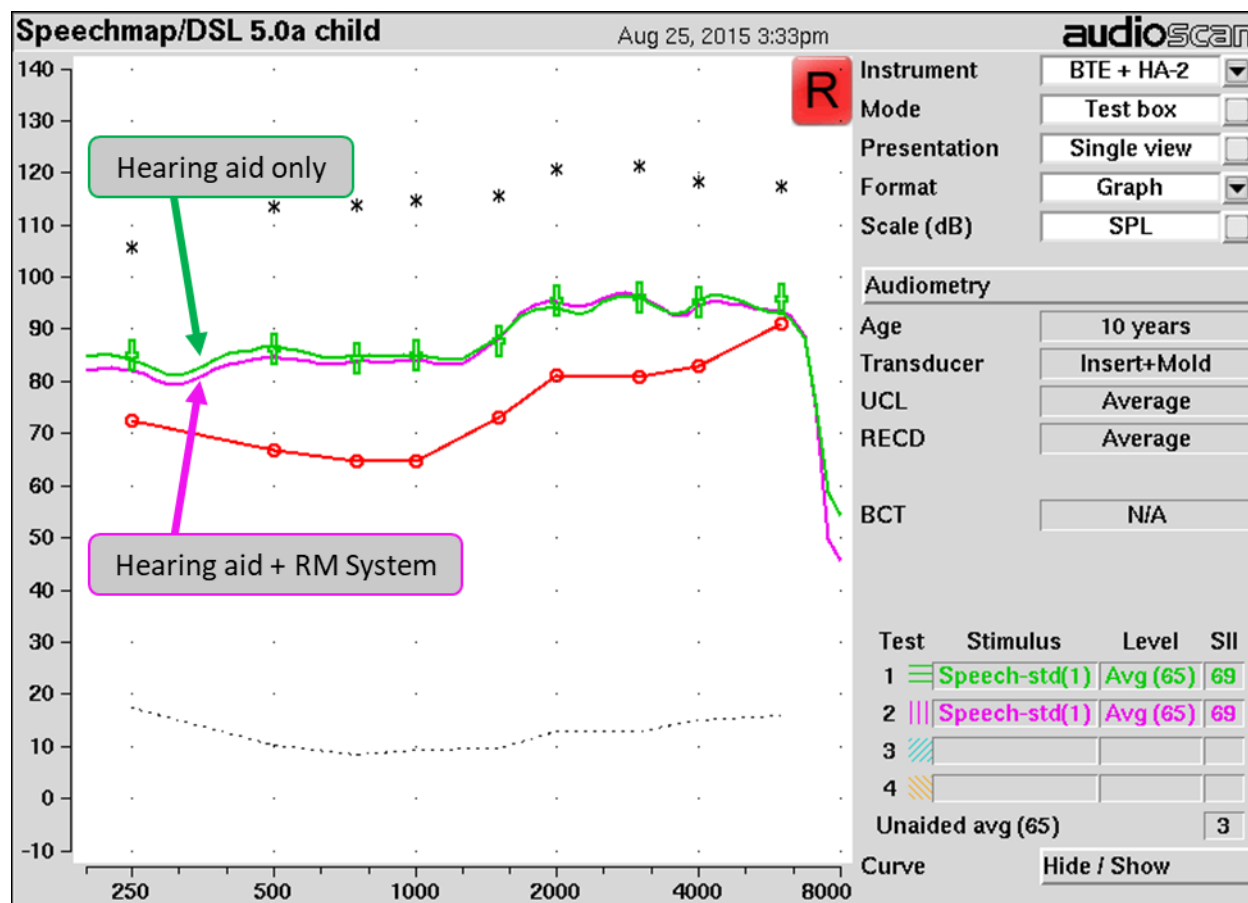 Speechmap/DSL 5.0a child
Aug 25, 2015 3:33pm
audioscan
140
130
120
110
100
90
80
70
60
50
40
30
20
10
0
-10
250 500 1000 2000 4000 8000
R
Hearing aid only
Hearing aid + RM System
Instrument BTE + HA-2
Mode Test box
Presentation Single view
Format Graph
Scale (dB) SPL
Audiometry
Age 10 years
Transducer Insert+Mold
UCL Average
RECD Average
BCT N/A
Test Stimulus Level SII
1 Speech-std(1) Avg (65) 69
2 Speech-std(1) Avg (65) 69
3
4
Unaided avg (65) 3
Curve Hide / Show